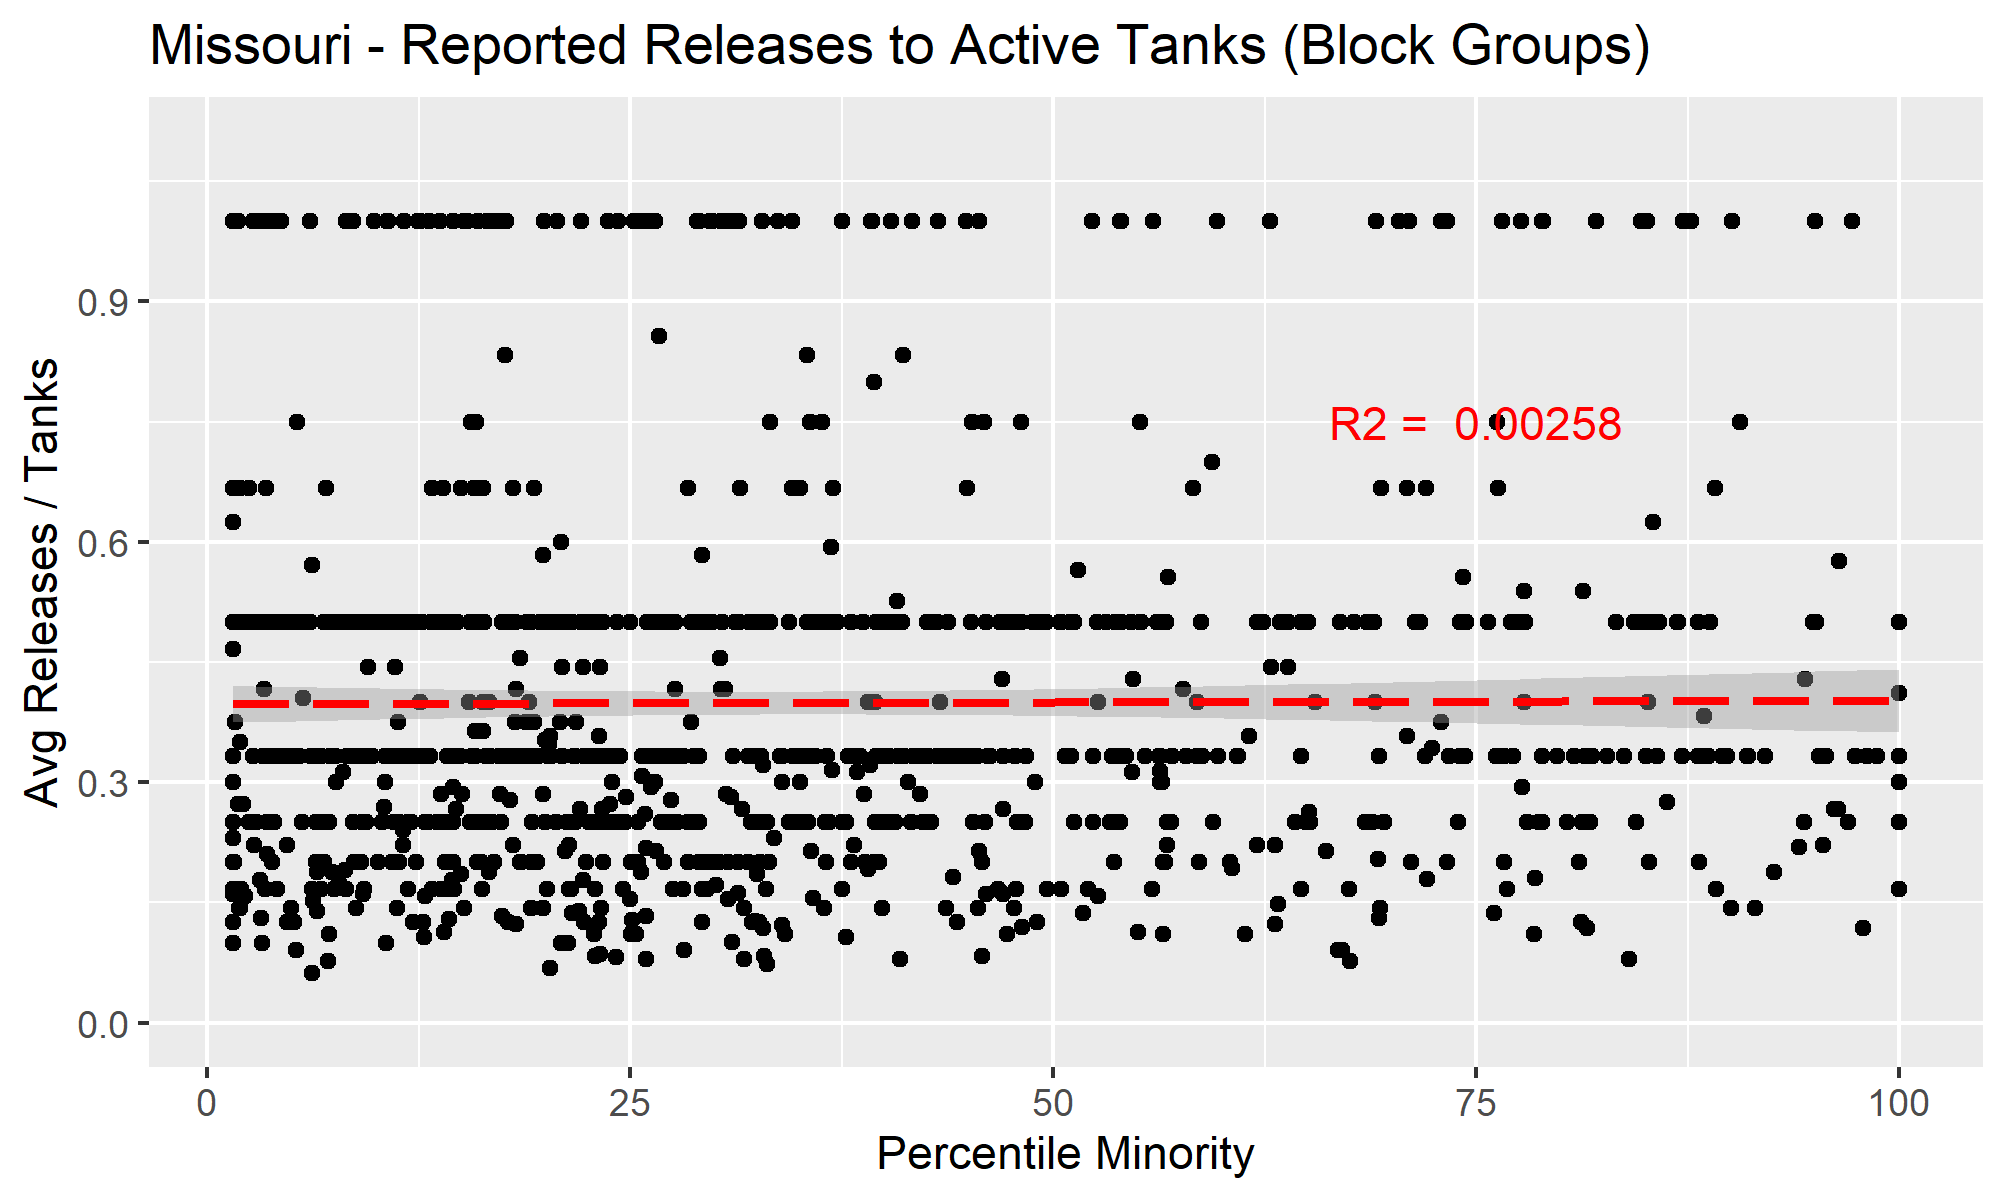 Missouri - Reported Releases to Active Tanks (Block Groups)
Avg Releases / Tanks
0.9
0.6
0.3
0.0
R2 =  0.00258
0
25
50
75
100
Percentile Minority